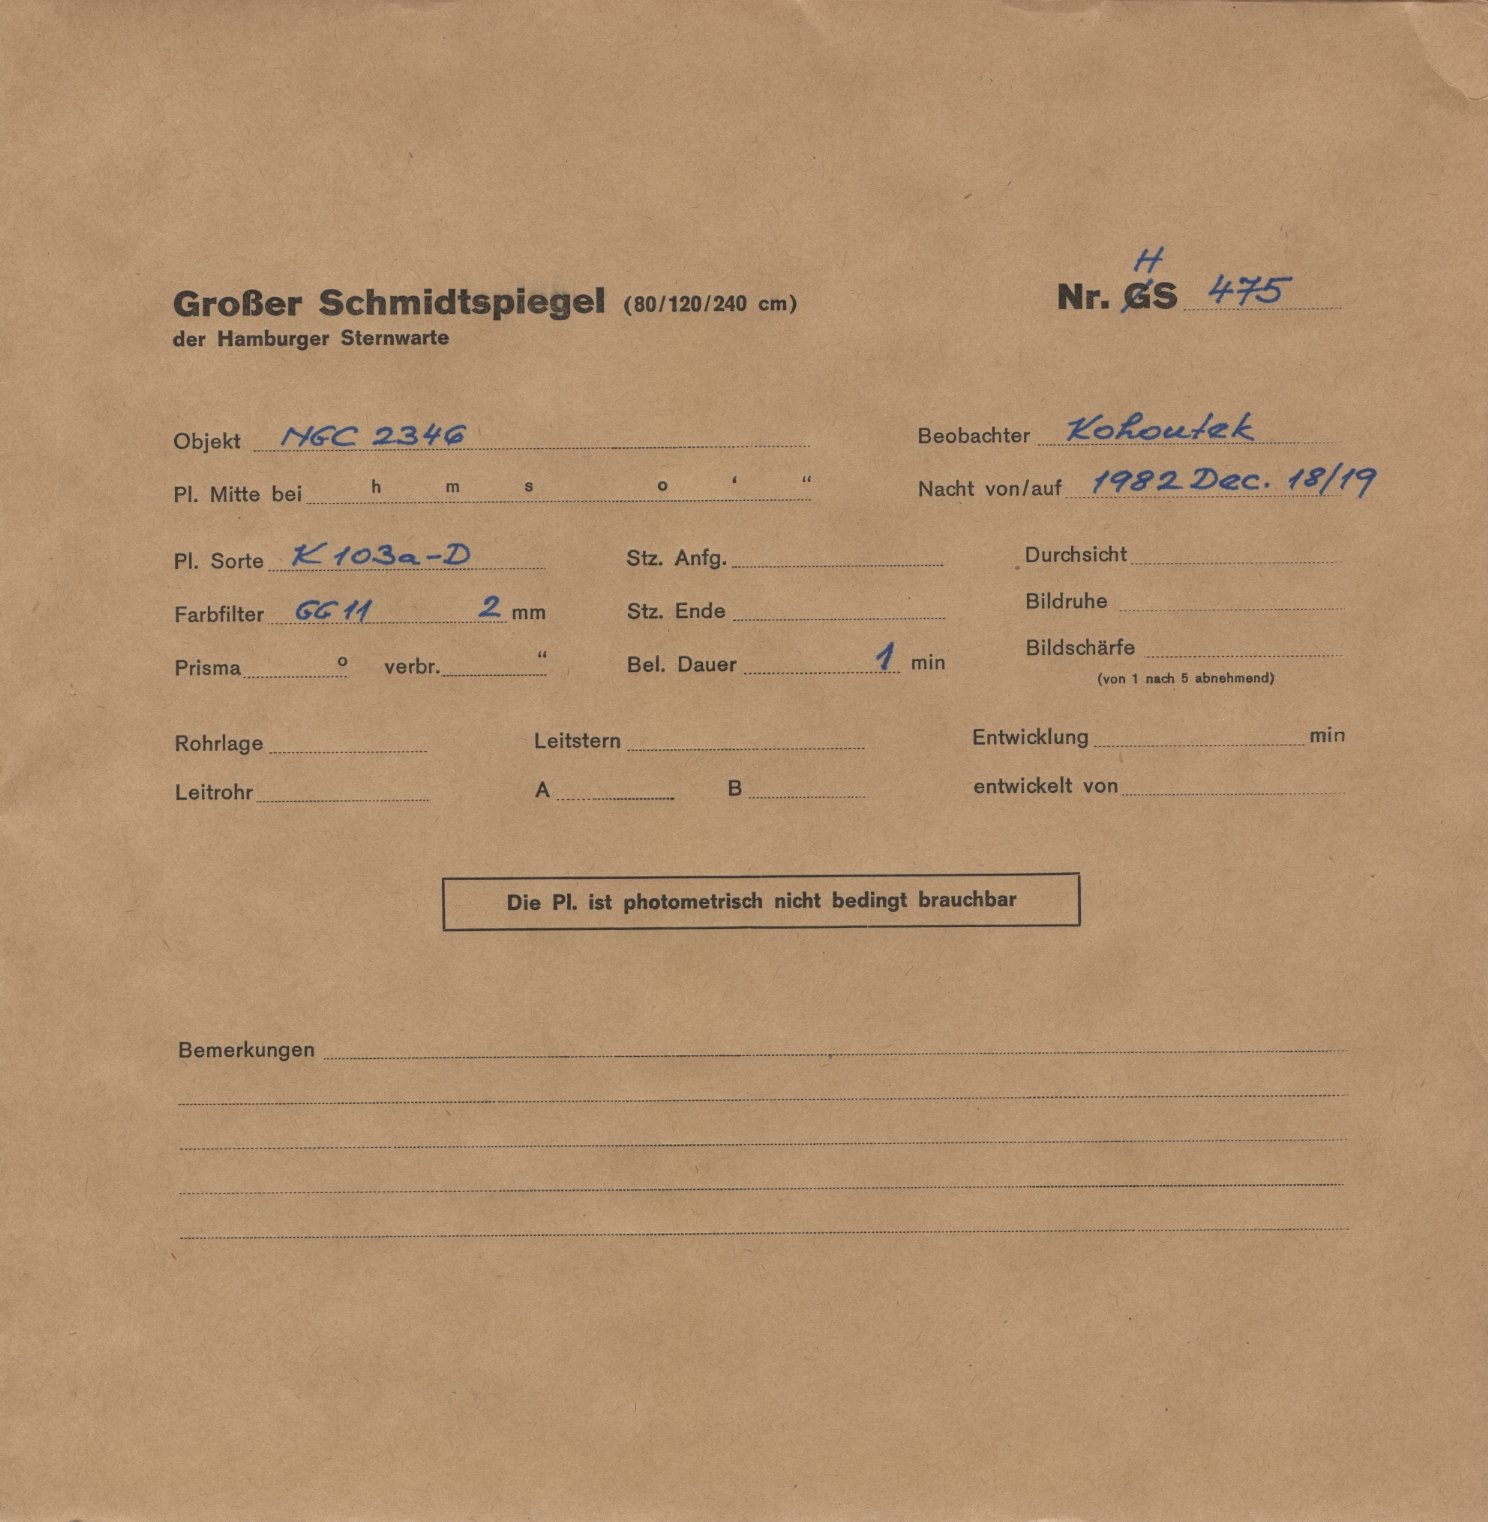 Großer Schmidtspiegel (80/120/240 cm)
der Hamburger Sternwarte
H
Nr. GS 475
Objekt NGC 2346
Beobachter Kohoutek
Pl. Mitte bei h m s o ‘ “
Nacht von/auf 1982 Dec. 18/19
Pl. Sorte K 103a-D
Stz. Anfg.
Durchsicht
Farbfilter GG 11 2 mm
Stz. Ende
Bildruhe
Prisma o verbr. “
Bel. Dauer 1 min
Bildschärfe
(von 1 nach 5 abnehmend)
Rohrlage
Leitstern
Entwicklung min
Leitrohr
A B
entwickelt von
Die Pl. ist photometrisch nicht bedingt brauchbar
Bemerkungen